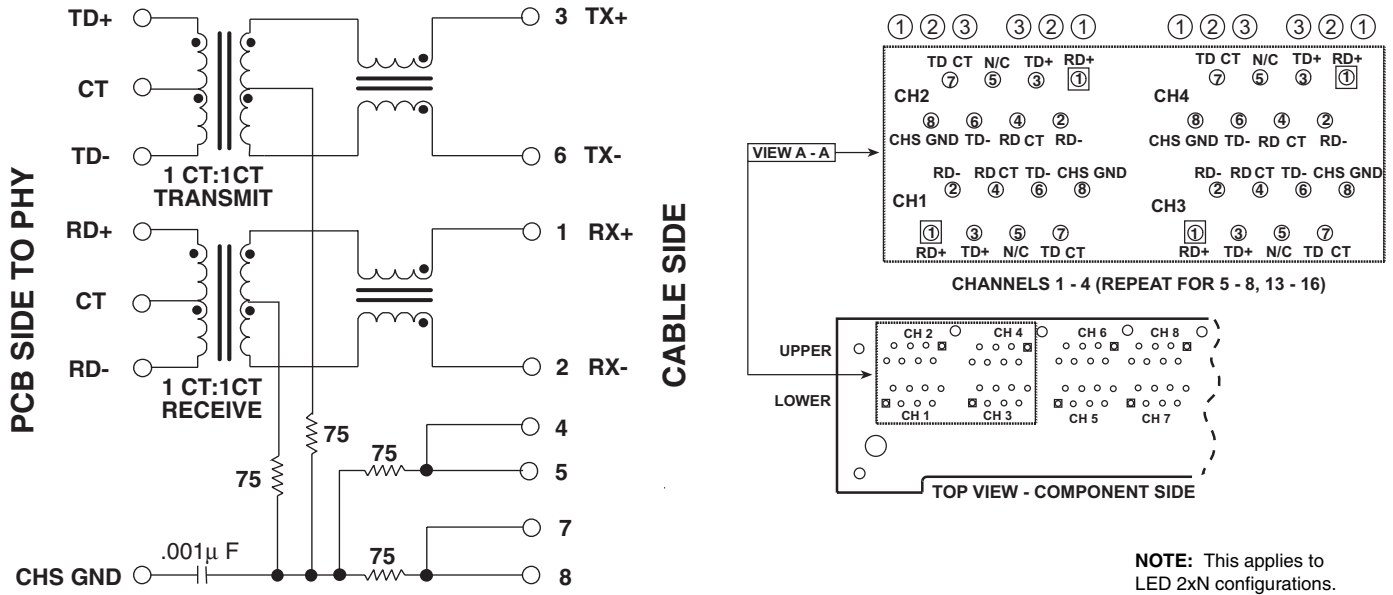 TD+
CT
TD-
1 CT:1CT
TRANSMIT
3 TX+
6 TX-
PCB SIDE TO PHY
RD+
CT
RD-
1 CT:1CT
RECEIVE
1 RX+
2 RX-
CABLE SIDE
75
75
75
4
5
75
7
8
.001μ F
CHS GND
1 2 3 3 2 1 1 2 3 3 2 1
TD CT N/C TD+ RD+ TD CT N/C TD+ RD+
7 5 3 1 7 5 3 1
CH2 CH4
8 6 4 2 8 6 4 2
CHS GND TD- RD CT RD- CHS GND TD- RD CT RD-
VIEW A - A
RD- RD CT TD- CHS GND RD- RD CT TD- CHS GND
2 4 6 8 2 4 6 8
CH1 CH3
1 3 5 7 1 3 5 7
RD+ TD+ N/C TD CT RD+ TD+ N/C TD CT
CHANNELS 1 - 4 (REPEAT FOR 5 - 8, 13 - 16)
CH 2 CH 4 CH 6 CH 8
UPPER
LOWER
CH 1 CH 3 CH 5 CH 7
TOP VIEW - COMPONENT SIDE
NOTE: This applies to
LED 2xN configurations.